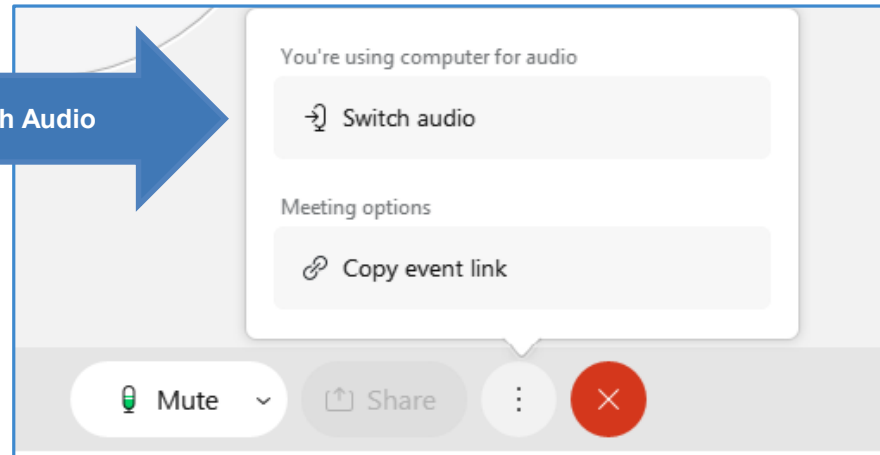 You're using computer for audio
h Audio
Switch audio
Meeting options
Copy event link
Mute
Share